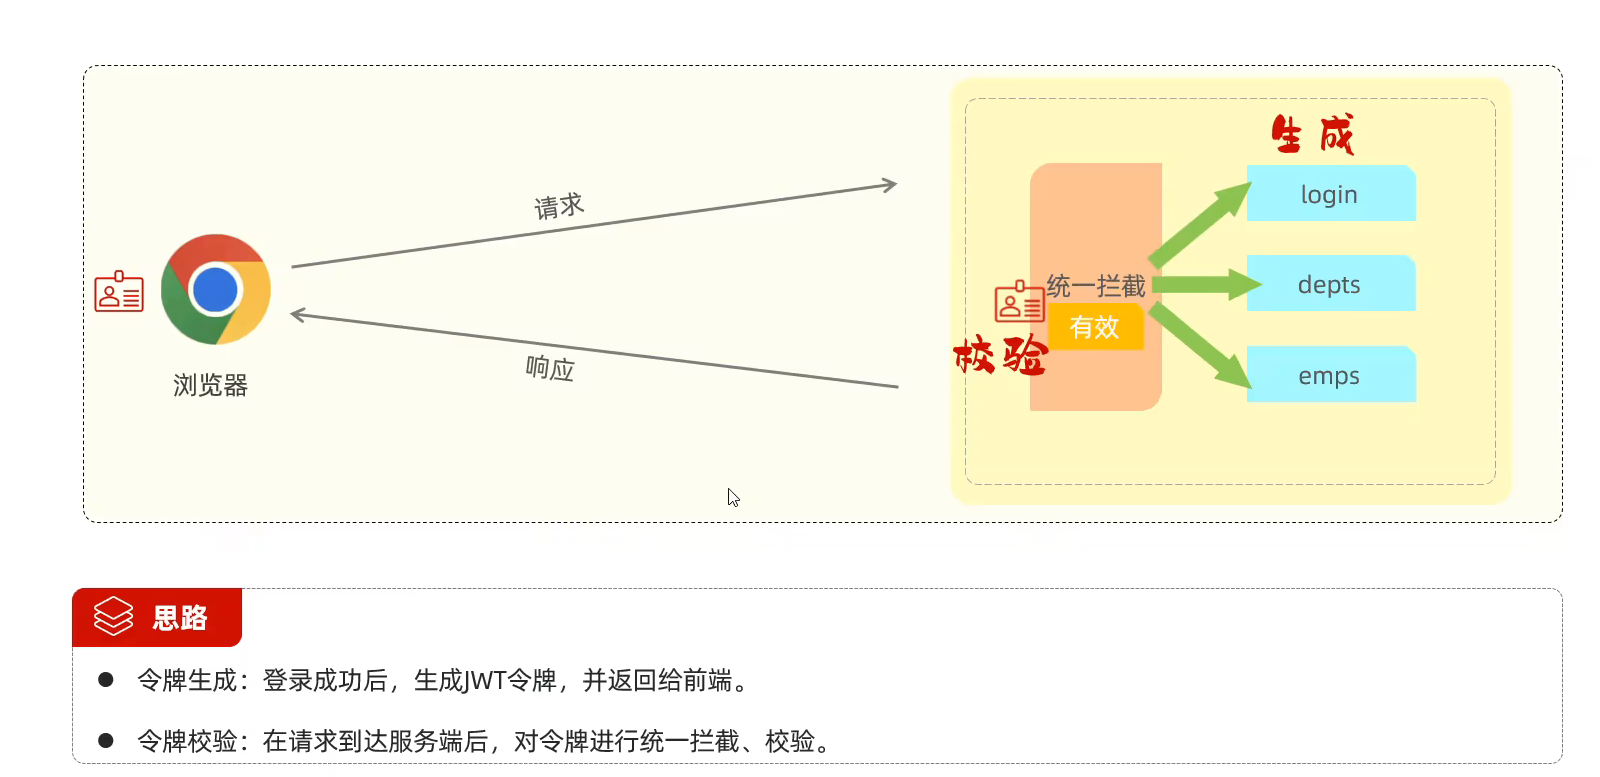 生成
login
请求
统一拦截
depts
有效
校验
响应
浏览器
emps
思路
● 令牌生成：登录成功后，生成JWT令牌，并返回给前端。
● 令牌校验：在请求到达服务端后，对令牌进行统一拦截、校验。